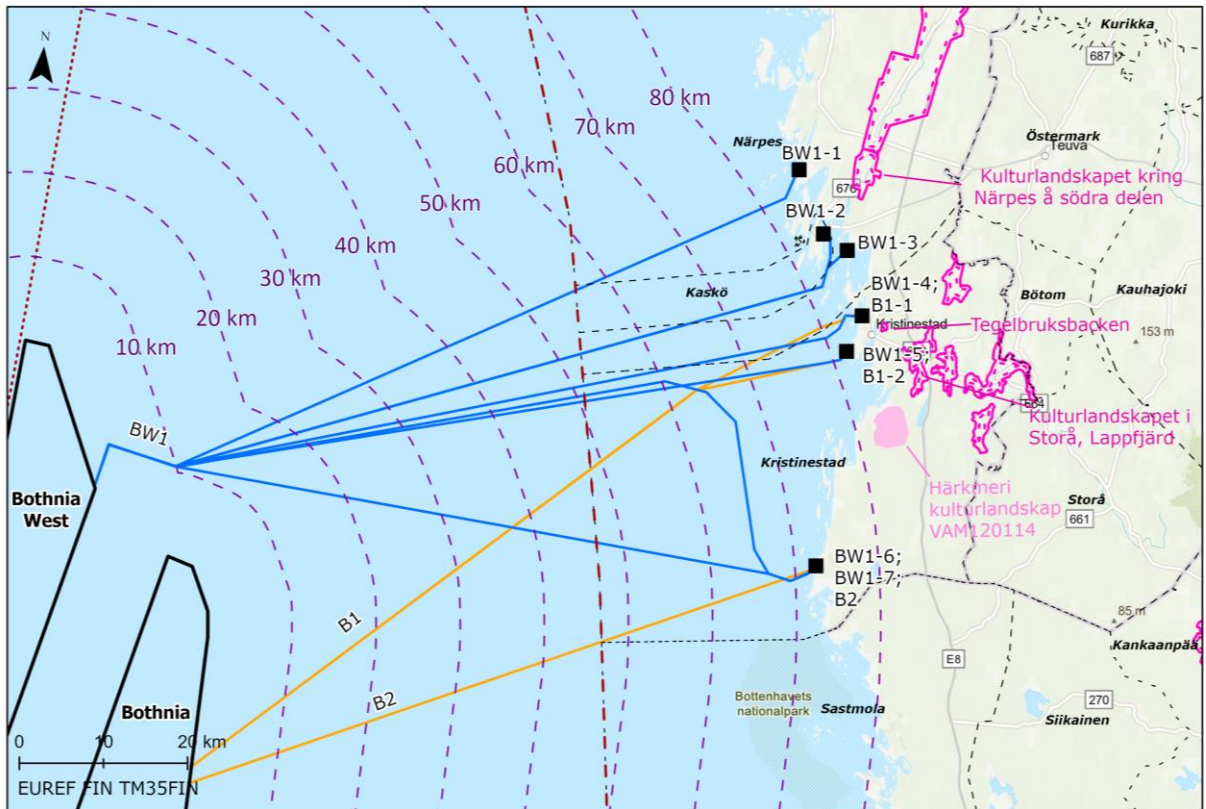 N
Kurikka
687
80 km
70 km
60 km
50 km
40 km
30 km
20 km
10 km
Närpes
BW1-1
Östermark
Teuva
676
Kulturlandskapet kring
Närpes å södra delen
BW1-2
BW1-3
Kaskö
BW1-4;
B1-1
Bötom
Kauhajoki
Kristinestad
Tegelbruksbacken
153 m
BW1-5;
B1-2
664
Kulturlandskapet i
Storå, Lappfjärd
BW1
Kristinestad
Bothnia
West
Härkmeri
kulturlandskap
VAM120114
Storå
661
BW1-6;
BW1-7;
B2
B1
85 m
Kankaanpää
E8
B2
Bottenhavets
nationalpark
Sastmola
270
Siikainen
Bothnia
0
10
20 km
EUREF FIN TM35FIN